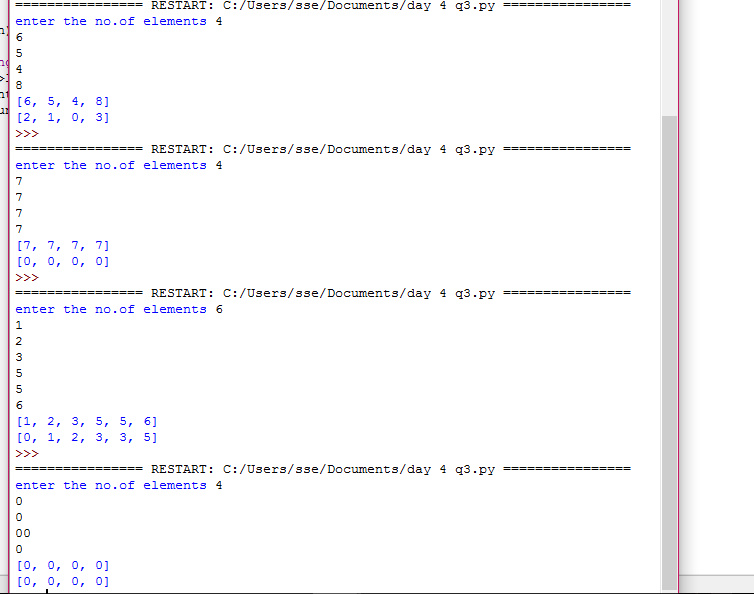 ================ RESTART: C:/Users/sse/Documents/day 4 q3.py ================
enter the no.of elements 4
6
5
4
8
[6, 5, 4, 8]
[2, 1, 0, 3]
>>>
================ RESTART: C:/Users/sse/Documents/day 4 q3.py ================
enter the no.of elements 4
7
7
7
7
[7, 7, 7, 7]
[0, 0, 0, 0]
>>>
================ RESTART: C:/Users/sse/Documents/day 4 q3.py ================
enter the no.of elements 6
1
2
3
5
5
6
[1, 2, 3, 5, 5, 6]
[0, 1, 2, 3, 3, 5]
>>>
================ RESTART: C:/Users/sse/Documents/day 4 q3.py ================
enter the no.of elements 4
0
0
00
0
[0, 0, 0, 0]
[0, 0, 0, 0]